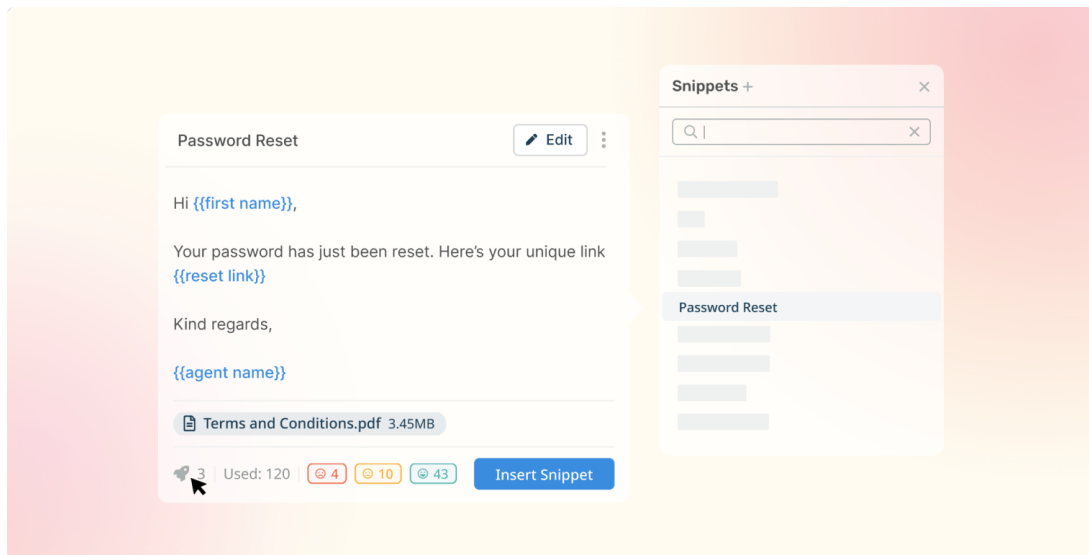 Snippets +
Password Reset
Edit
Hi {{first name}},
Your password has just been reset. Here’s your unique link
{{reset link}}
Kind regards,
{{agent name}}
Terms and Conditions.pdf 3.45MB
3 Used: 120 4 10 43 Insert Snippet
Password Reset